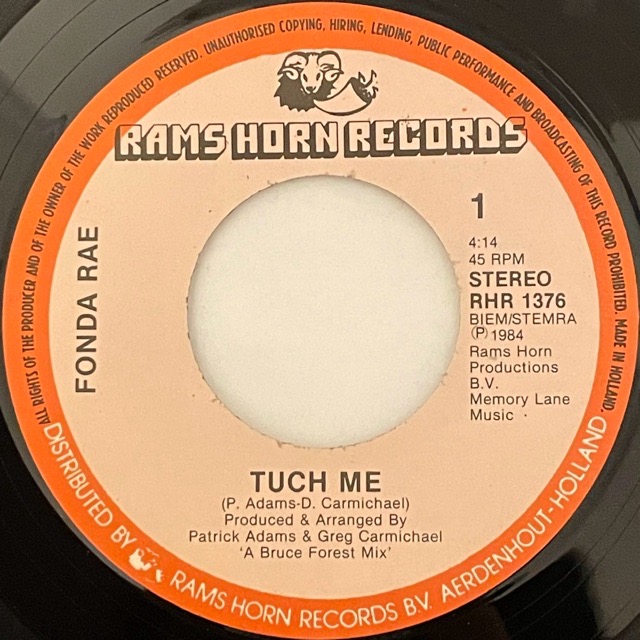 ALL RIGHTS OF THE PRODUCER AND OF THE OWNER OF THE WORK REPRODUCED RESERVED. UNAUTHORISED COPYING, HIRING, LENDING, PUBLIC PERFORMANCE AND BROADCASTING OF THIS RECORD PROHIBITED. MADE IN HOLLAND.
RAMS HORN RECORDS
FONDA RAE
1
4:14
45 RPM
STEREO
RHR 1376
BIEM/STEMRA
Ⓟ 1984
Rams Horn
Productions
B.V.
Memory Lane
Music
TUCH ME
(P. Adams-D. Carmichael)
Produced & Arranged By
Patrick Adams & Greg Carmichael
'A Bruce Forest Mix'
DISTRIBUTED BY RAMS HORN RECORDS BV. AERDENHOUT-HOLLAND